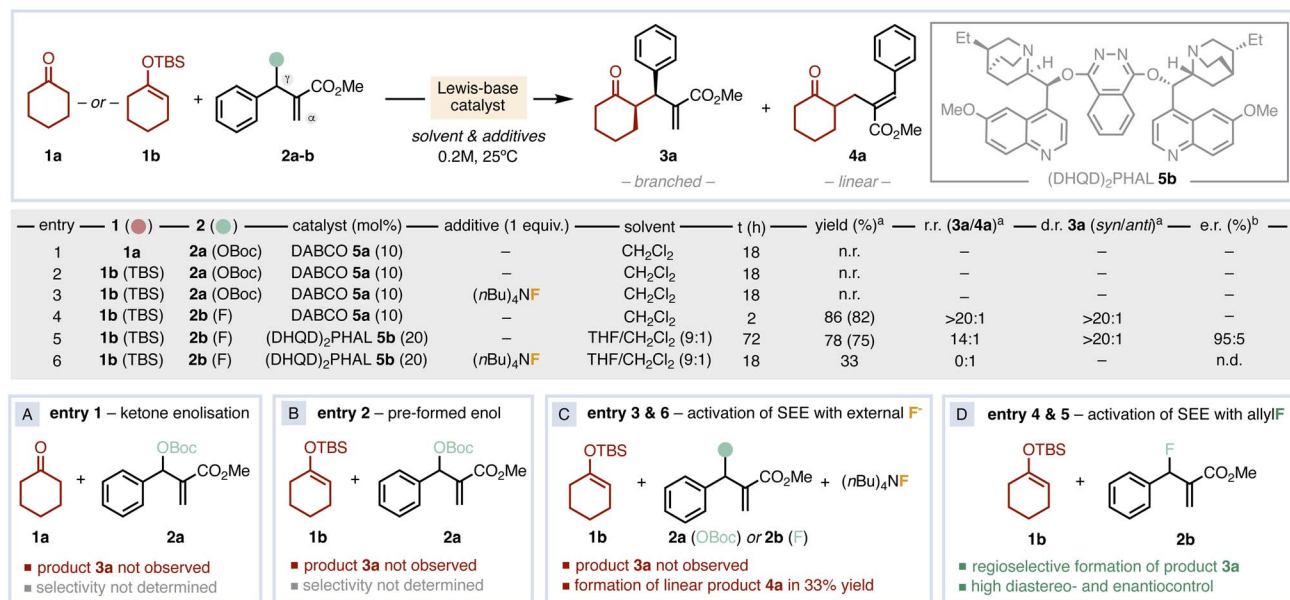 O
OTBS
– or –
+
γ
CO2Me
α
Lewis-base
catalyst
solvent & additives
0.2M, 25ºC
O
CO2Me
+
O
CO2Me
1a
1b
2a-b
3a
4a
– branched –
– linear –
Et
N
H
O
N
N
O
H
N
Et
MeO
OMe
N
N
(DHQD)2PHAL 5b
entry 1 ( ) 2 ( ) catalyst (mol%) additive (1 equiv.) solvent t (h) yield (%)a r.r. (3a/4a)a d.r. 3a (syn/anti)a e.r. (%)b
1 1a 2a (OBoc) DABCO 5a (10) – CH2Cl2 18 n.r. – – –
2 1b (TBS) 2a (OBoc) DABCO 5a (10) – CH2Cl2 18 n.r. – – –
3 1b (TBS) 2a (OBoc) DABCO 5a (10) (nBu)4NF CH2Cl2 18 n.r. – – –
4 1b (TBS) 2b (F) DABCO 5a (10) – CH2Cl2 2 86 (82) >20:1 >20:1 –
5 1b (TBS) 2b (F) (DHQD)2PHAL 5b (20) – THF/CH2Cl2 (9:1) 72 78 (75) 14:1 >20:1 95:5
6 1b (TBS) 2b (F) (DHQD)2PHAL 5b (20) (nBu)4NF THF/CH2Cl2 (9:1) 18 33 0:1 – n.d.
A entry 1 – ketone enolisation
O
+
OBoc
CO2Me
1a
2a
product 3a not observed
selectivity not determined
B entry 2 – pre-formed enol
OTBS
+
OBoc
CO2Me
1b
2a
product 3a not observed
selectivity not determined
C entry 3 & 6 – activation of SEE with external F-
OTBS
+
CO2Me
+ (nBu)4NF
1b
2a (OBoc) or 2b (F)
product 3a not observed
formation of linear product 4a in 33% yield
D entry 4 & 5 – activation of SEE with allylF
OTBS
+
F
CO2Me
1b
2b
regioselective formation of product 3a
high diastereo- and enantiocontrol